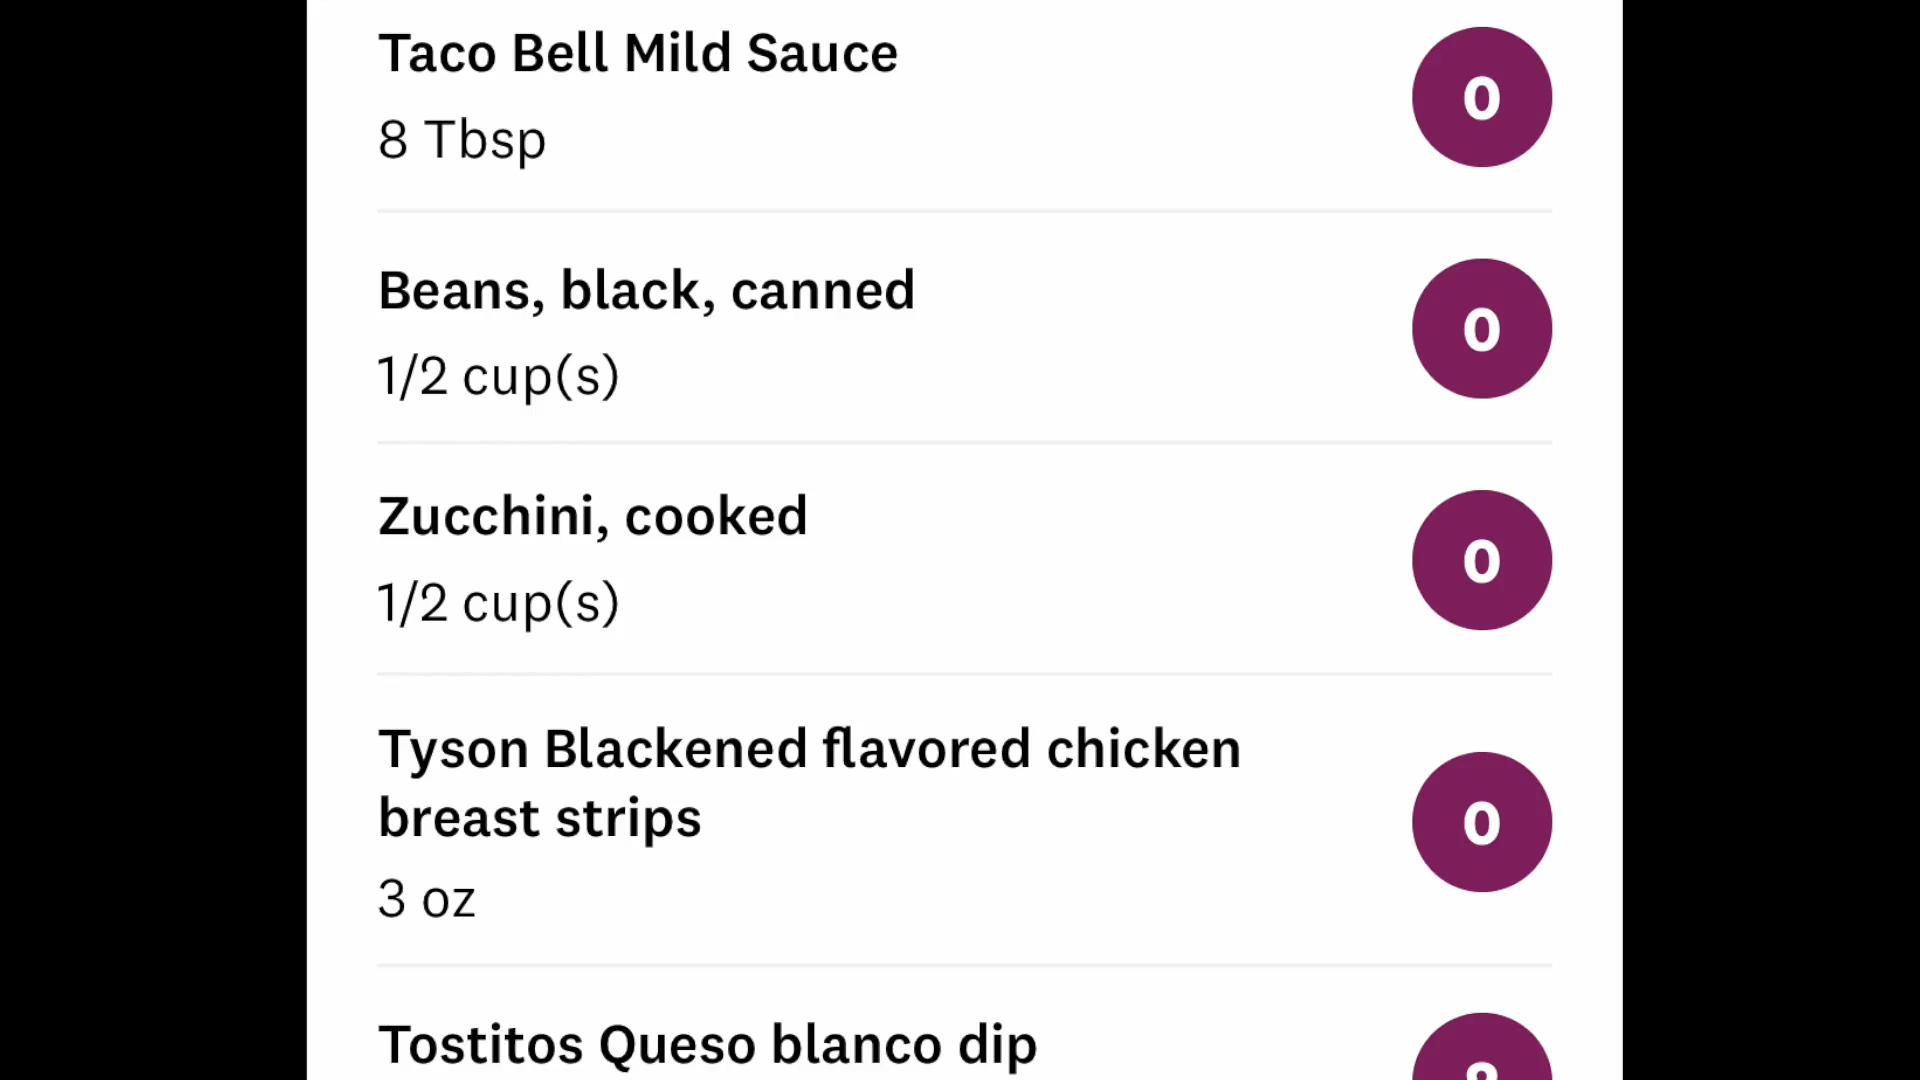 Taco Bell Mild Sauce
8 Tbsp
0
Beans, black, canned
1/2 cup(s)
0
Zucchini, cooked
1/2 cup(s)
0
Tyson Blackened flavored chicken
breast strips
3 oz
0
Tostitos Queso blanco dip